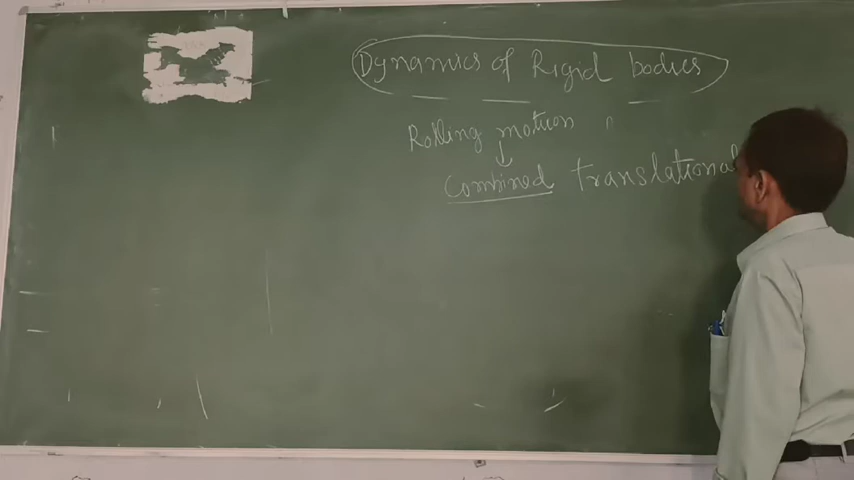 Dynamics of Rigid bodies
Rolling motion
Combined translational